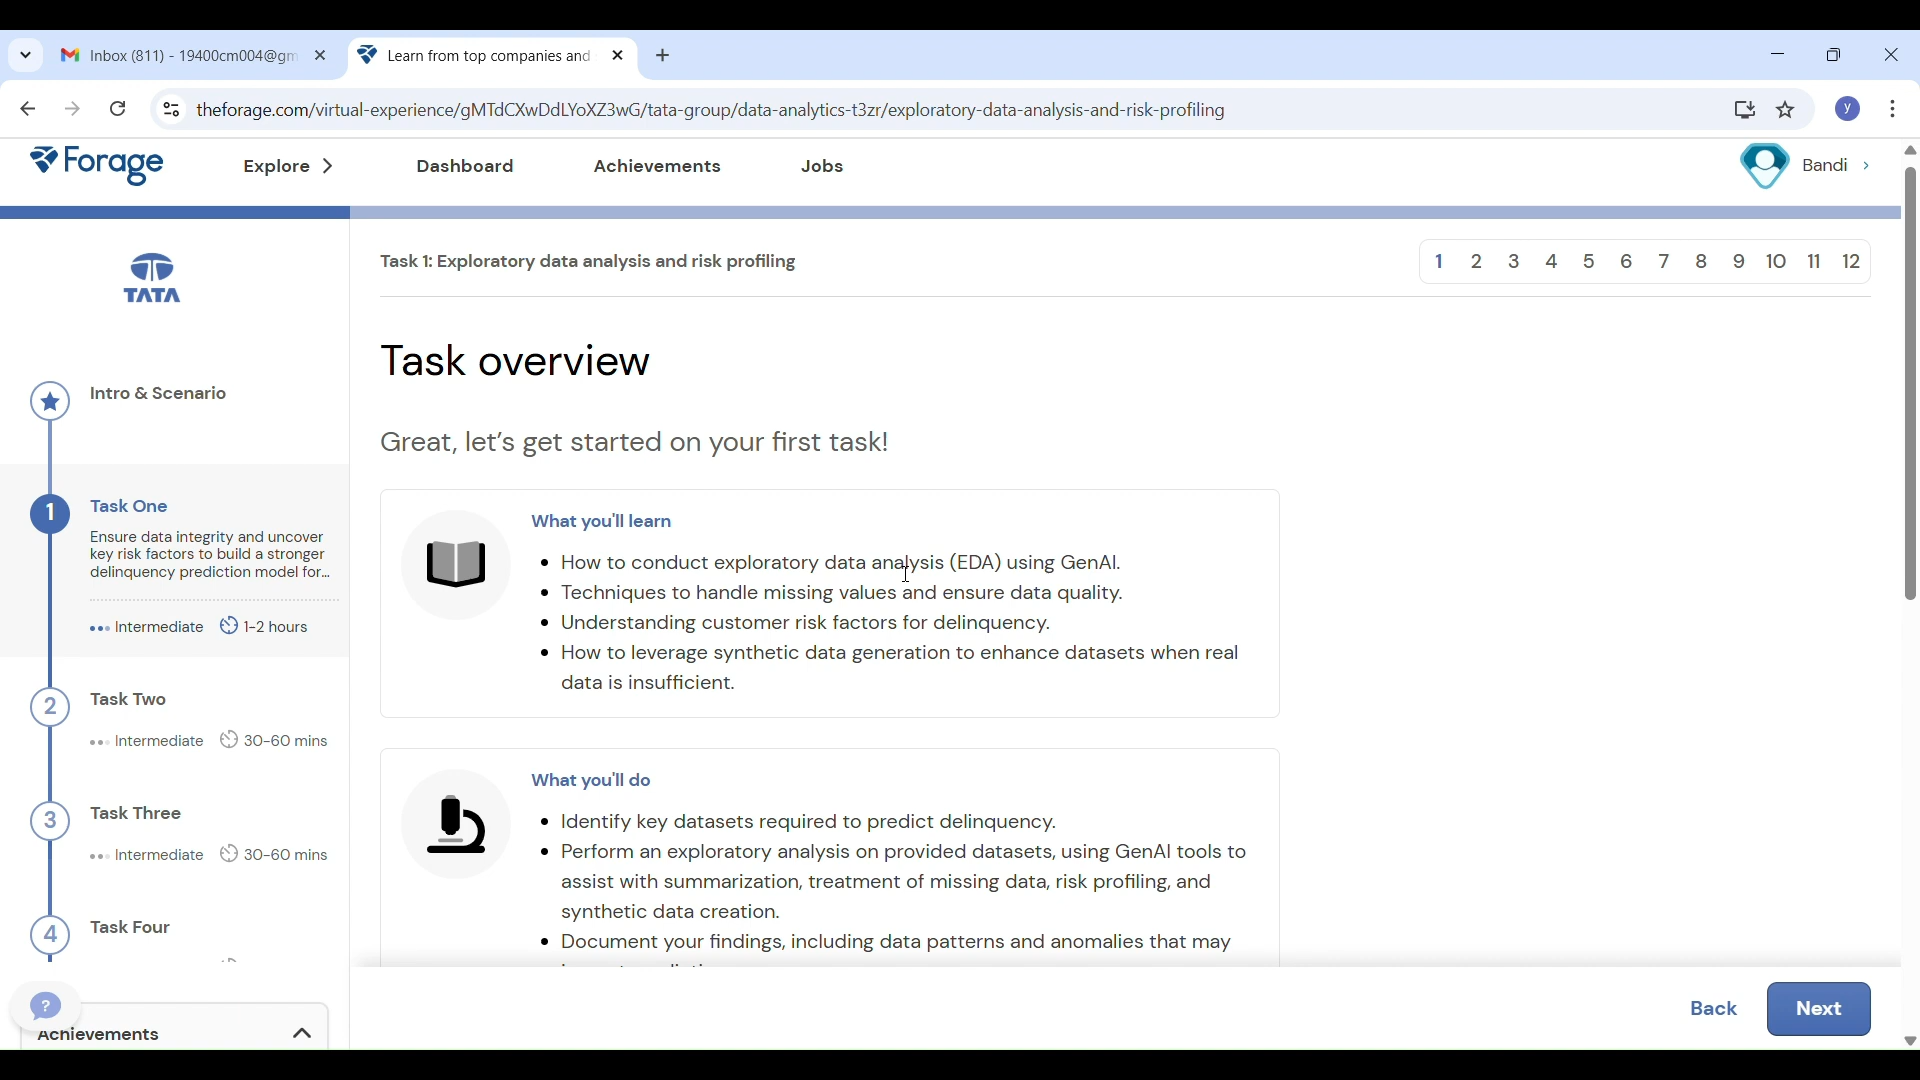 Inbox (811) - 19400cm004@gm
Learn from top companies and
theforage.com/virtual-experience/gMTdCXwDdLYoXZ3wG/tata-group/data-analytics-t3zr/exploratory-data-analysis-and-risk-profiling
y
Forage
Explore
Dashboard
Achievements
Jobs
Bandi
TATA
Intro & Scenario
1
Task One
Ensure data integrity and uncover
key risk factors to build a stronger
delinquency prediction model for...
Intermediate 1-2 hours
2
Task Two
Intermediate 30-60 mins
3
Task Three
Intermediate 30-60 mins
4
Task Four
?
Achievements
Task 1: Exploratory data analysis and risk profiling
1 2 3 4 5 6 7 8 9 10 11 12
Task overview
Great, let's get started on your first task!
What you'll learn
• How to conduct exploratory data analysis (EDA) using GenAI.
• Techniques to handle missing values and ensure data quality.
• Understanding customer risk factors for delinquency.
• How to leverage synthetic data generation to enhance datasets when real
data is insufficient.
What you'll do
• Identify key datasets required to predict delinquency.
• Perform an exploratory analysis on provided datasets, using GenAI tools to
assist with summarization, treatment of missing data, risk profiling, and
synthetic data creation.
• Document your findings, including data patterns and anomalies that may
Back
Next